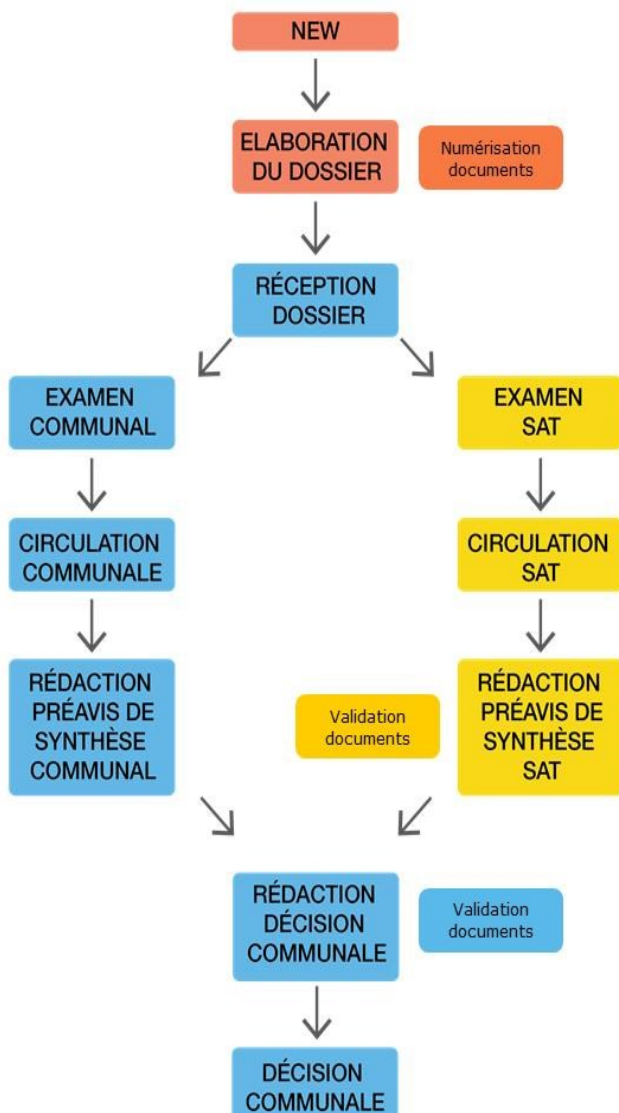 NEW
ELABORATION
DU DOSSIER
Numérisation
documents
RÉCEPTION
DOSSIER
EXAMEN
COMMUNAL
EXAMEN
SAT
CIRCULATION
COMMUNALE
CIRCULATION
SAT
RÉDACTION
PRÉAVIS DE
SYNTHÈSE
COMMUNAL
Validation
documents
RÉDACTION
PRÉAVIS DE
SYNTHÈSE
SAT
RÉDACTION
DÉCISION
COMMUNALE
Validation
documents
DÉCISION
COMMUNALE